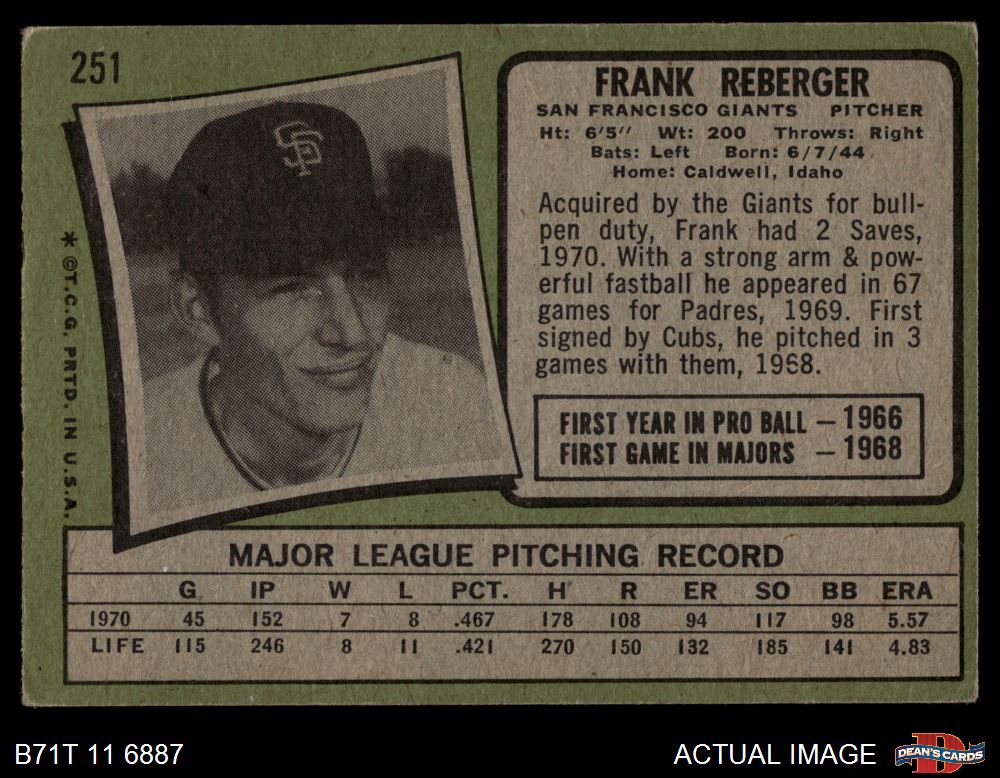 251
SF
* ©T.C.G. PRTD. IN U.S.A.
FRANK REBERGER
SAN FRANCISCO GIANTS PITCHER
Ht: 6'5" Wt: 200 Throws: Right
Bats: Left Born: 6/7/44
Home: Caldwell, Idaho
Acquired by the Giants for bull-
pen duty, Frank had 2 Saves,
1970. With a strong arm & pow-
erful fastball he appeared in 67
games for Padres, 1969. First
signed by Cubs, he pitched in 3
games with them, 1968.
FIRST YEAR IN PRO BALL — 1966
FIRST GAME IN MAJORS — 1968
MAJOR LEAGUE PITCHING RECORD
G IP W L PCT. H R ER SO BB ERA
1970 45 152 7 8 .467 178 108 94 117 98 5.57
LIFE 115 246 8 11 .421 270 150 132 185 141 4.83
B71T 11 6887
ACTUAL IMAGE
D
DEAN'S CARDS